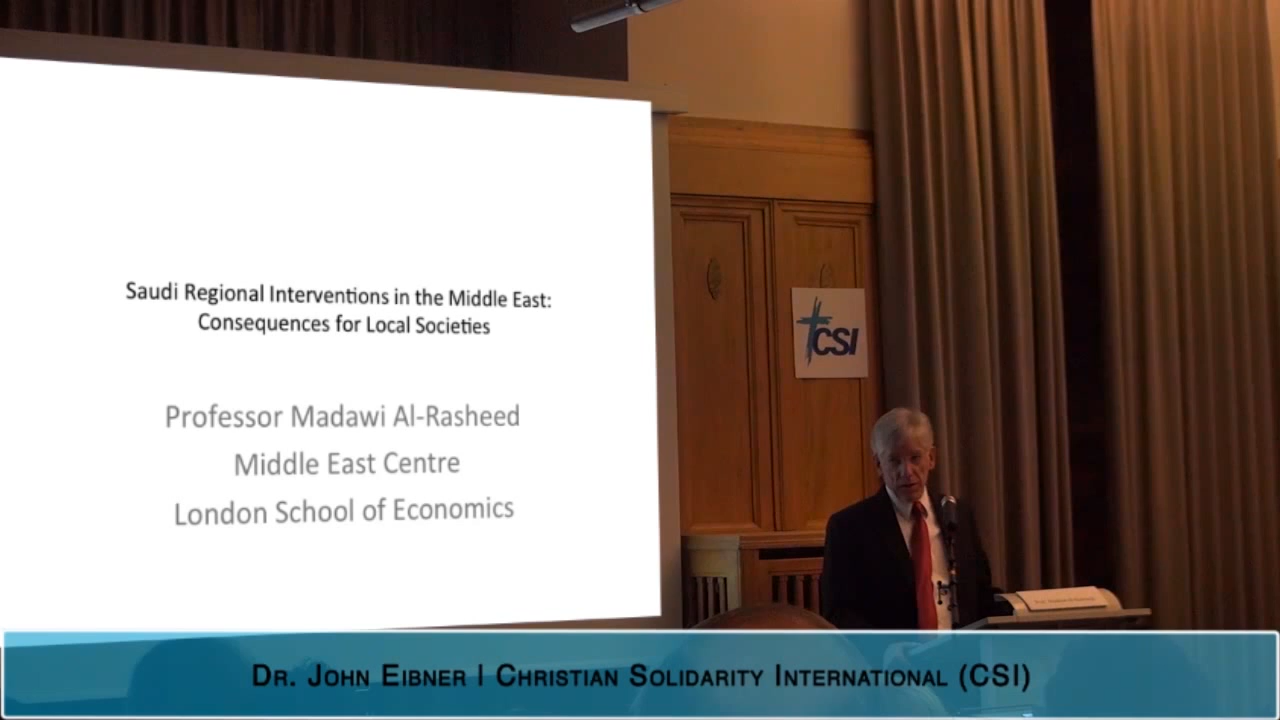 Saudi Regional Interventions in the Middle East:
Consequences for Local Societies
Professor Madawi Al-Rasheed
Middle East Centre
London School of Economics
CSI
Dr. John Eibner | Christian Solidarity International (CSI)